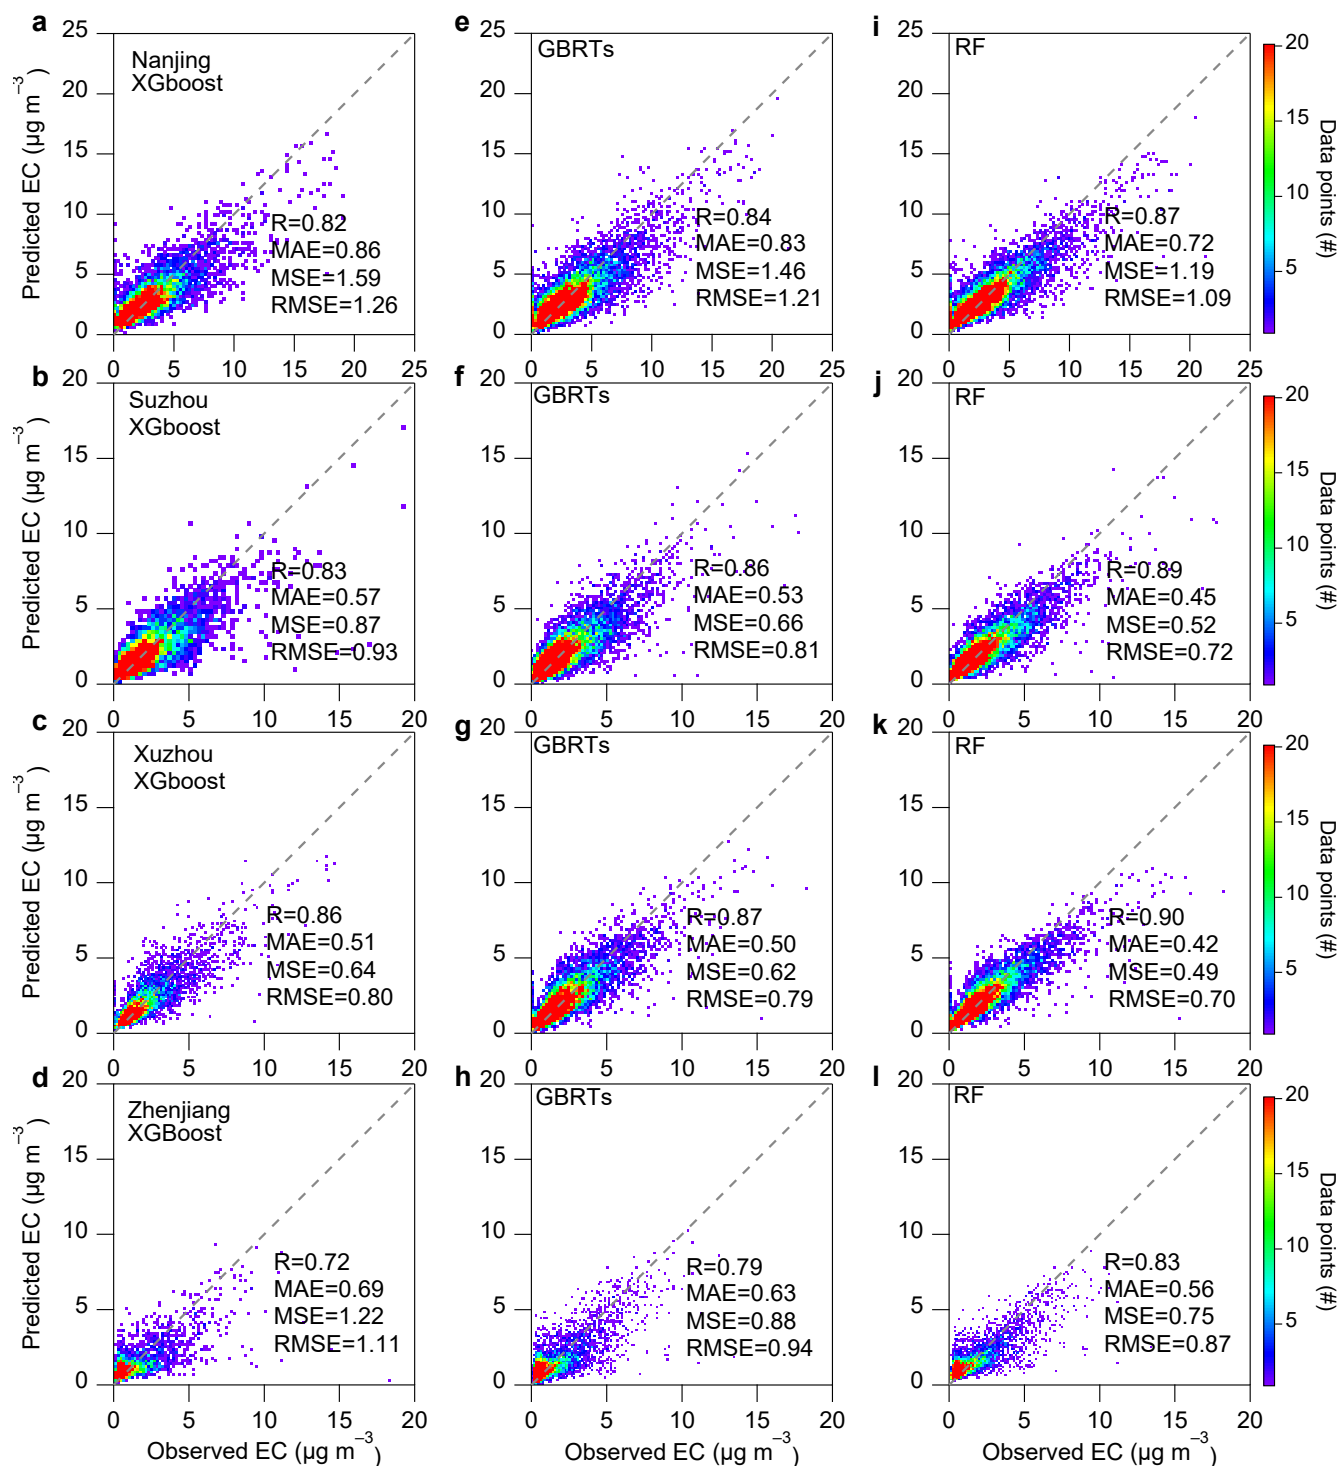 a
25
20
15
10
5
0
Predicted EC (µg m⁻³)
Nanjing
XGboost
R=0.82
MAE=0.86
MSE=1.59
RMSE=1.26
0 5 10 15 20 25
e
25
20
15
10
5
0
GBRTs
R=0.84
MAE=0.83
MSE=1.46
RMSE=1.21
0 5 10 15 20 25
i
25
20
15
10
5
0
RF
R=0.87
MAE=0.72
MSE=1.19
RMSE=1.09
0 5 10 15 20 25
20
15
10
5
Data points (#)
b
20
15
10
5
0
Predicted EC (µg m⁻³)
Suzhou
XGboost
R=0.83
MAE=0.57
MSE=0.87
RMSE=0.93
0 5 10 15 20
f
20
15
10
5
0
GBRTs
R=0.86
MAE=0.53
MSE=0.66
RMSE=0.81
0 5 10 15 20
j
20
15
10
5
0
RF
R=0.89
MAE=0.45
MSE=0.52
RMSE=0.72
0 5 10 15 20
20
15
10
5
Data points (#)
c
20
15
10
5
0
Predicted EC (µg m⁻³)
Xuzhou
XGboost
R=0.86
MAE=0.51
MSE=0.64
RMSE=0.80
0 5 10 15 20
g
20
15
10
5
0
GBRTs
R=0.87
MAE=0.50
MSE=0.62
RMSE=0.79
0 5 10 15 20
k
20
15
10
5
0
RF
R=0.90
MAE=0.42
MSE=0.49
RMSE=0.70
0 5 10 15 20
20
15
10
5
Data points (#)
d
20
15
10
5
0
Predicted EC (µg m⁻³)
Zhenjiang
XGBoost
R=0.72
MAE=0.69
MSE=1.22
RMSE=1.11
0 5 10 15 20
Observed EC (µg m⁻³)
h
20
15
10
5
0
GBRTs
R=0.79
MAE=0.63
MSE=0.88
RMSE=0.94
0 5 10 15 20
Observed EC (µg m⁻³)
l
20
15
10
5
0
RF
R=0.83
MAE=0.56
MSE=0.75
RMSE=0.87
0 5 10 15 20
Observed EC (µg m⁻³)
20
15
10
5
Data points (#)